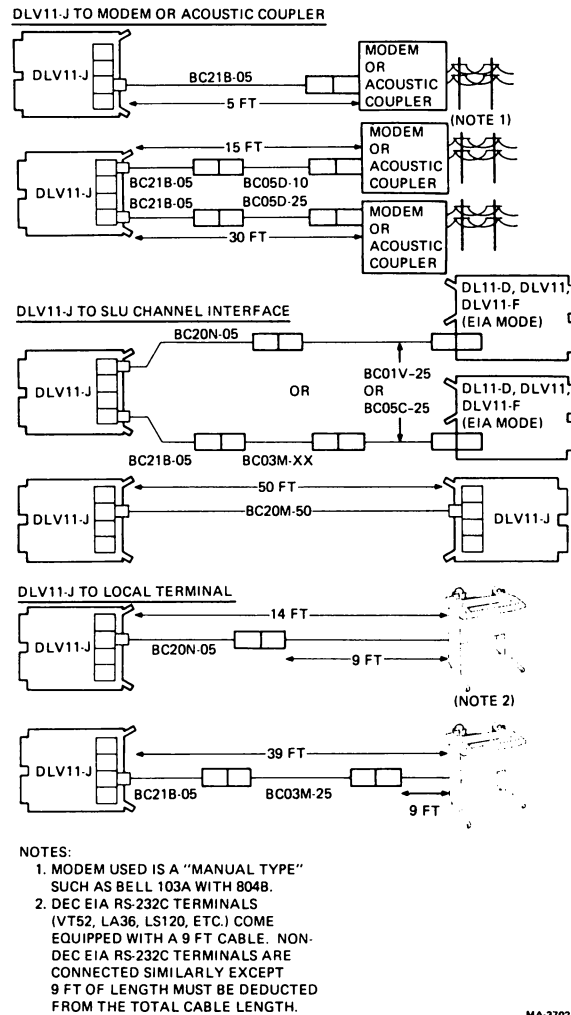 DLV11-J TO MODEM OR ACOUSTIC COUPLER
DLV11-J
BC21B-05
5 FT
MODEM
OR
ACOUSTIC
COUPLER
(NOTE 1)
DLV11-J
15 FT
BC21B-05
BC05D-10
MODEM
OR
ACOUSTIC
COUPLER
BC21B-05
BC05D-25
30 FT
MODEM
OR
ACOUSTIC
COUPLER
DLV11-J TO SLU CHANNEL INTERFACE
DLV11-J
BC20N-05
DL11-D, DLV11,
DLV11-F
(EIA MODE)
OR
BC01V-25
OR
BC05C-25
DL11-D, DLV11,
DLV11-F
(EIA MODE)
BC21B-05
BC03M-XX
DLV11-J
50 FT
BC20M-50
DLV11-J
DLV11-J TO LOCAL TERMINAL
DLV11-J
14 FT
BC20N-05
9 FT
(NOTE 2)
DLV11-J
39 FT
BC21B-05
BC03M-25
9 FT
NOTES:
1. MODEM USED IS A "MANUAL TYPE"
SUCH AS BELL 103A WITH 804B.
2. DEC EIA RS-232C TERMINALS
(VT52, LA36, LS120, ETC.) COME
EQUIPPED WITH A 9 FT CABLE. NON-
DEC EIA RS-232C TERMINALS ARE
CONNECTED SIMILARLY EXCEPT
9 FT OF LENGTH MUST BE DEDUCTED
FROM THE TOTAL CABLE LENGTH.
MA-3702